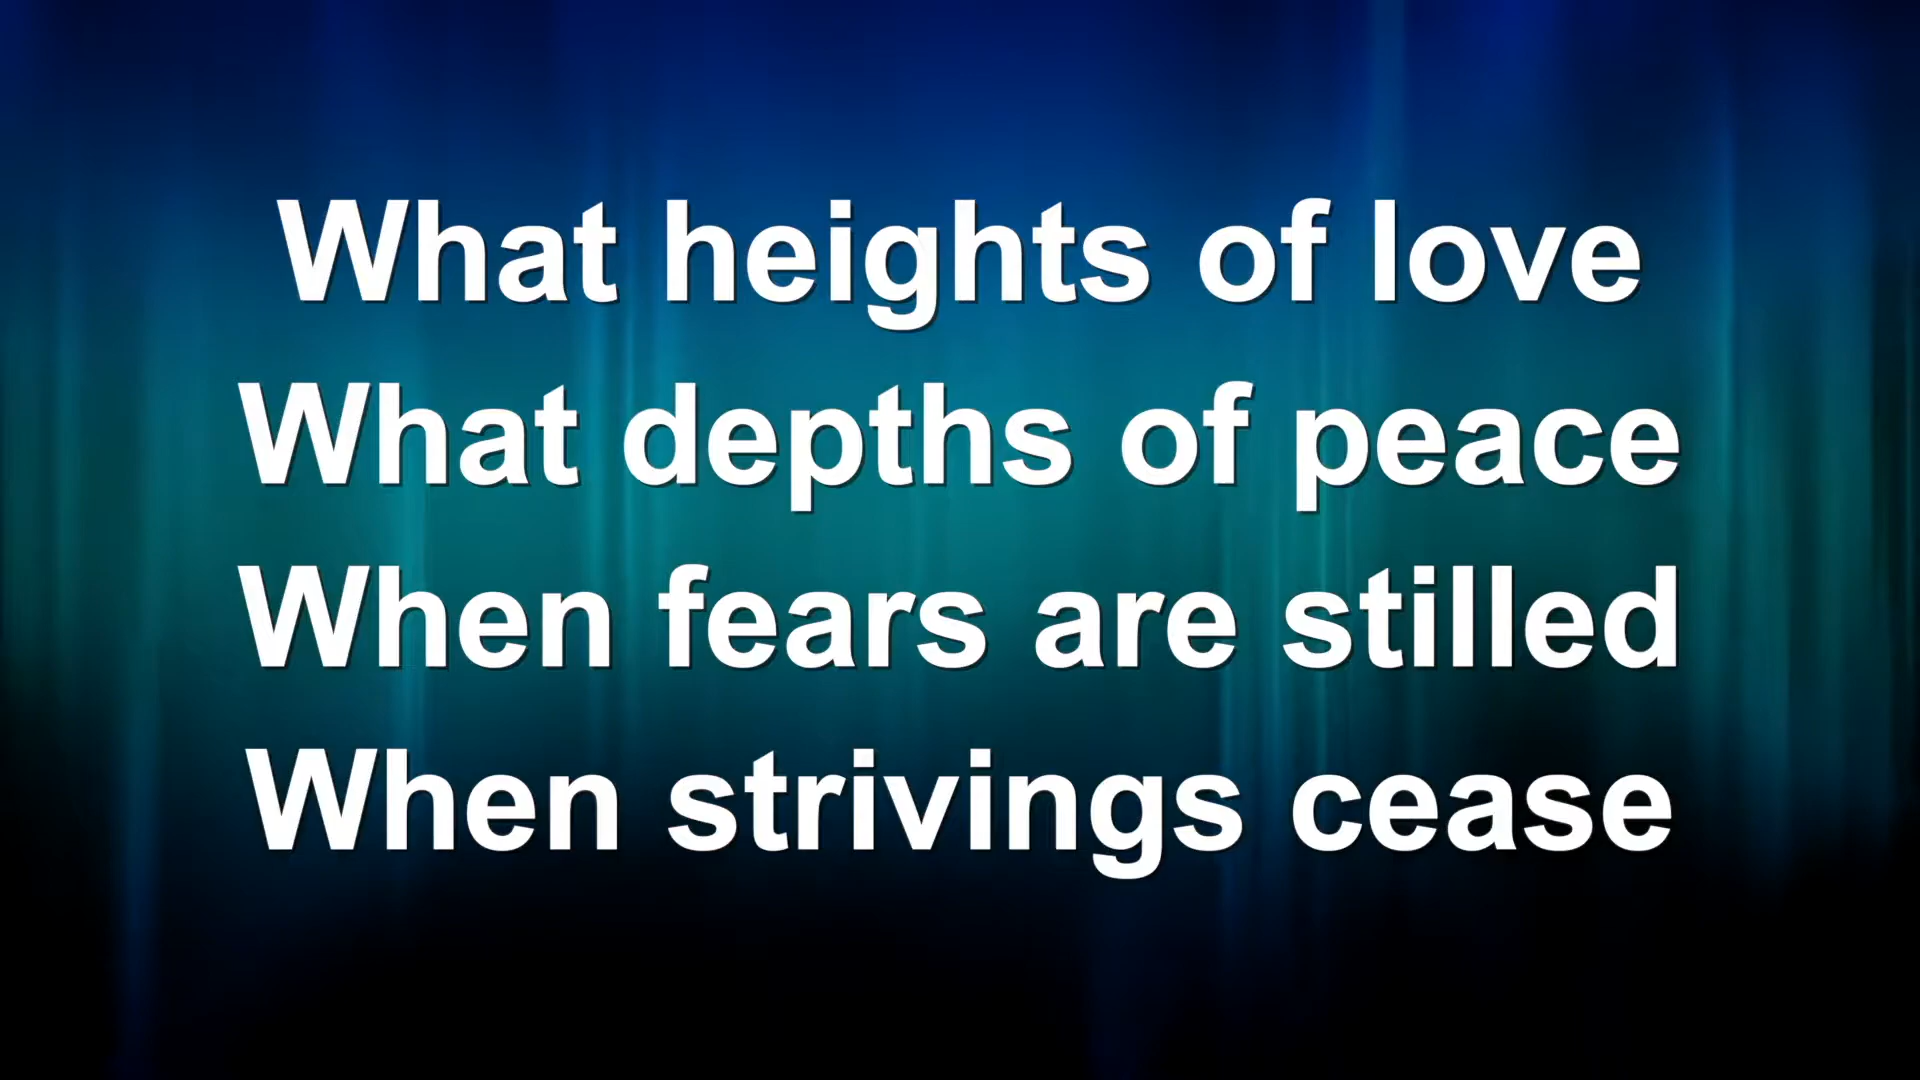 What heights of love
What depths of peace
When fears are stilled
When strivings cease